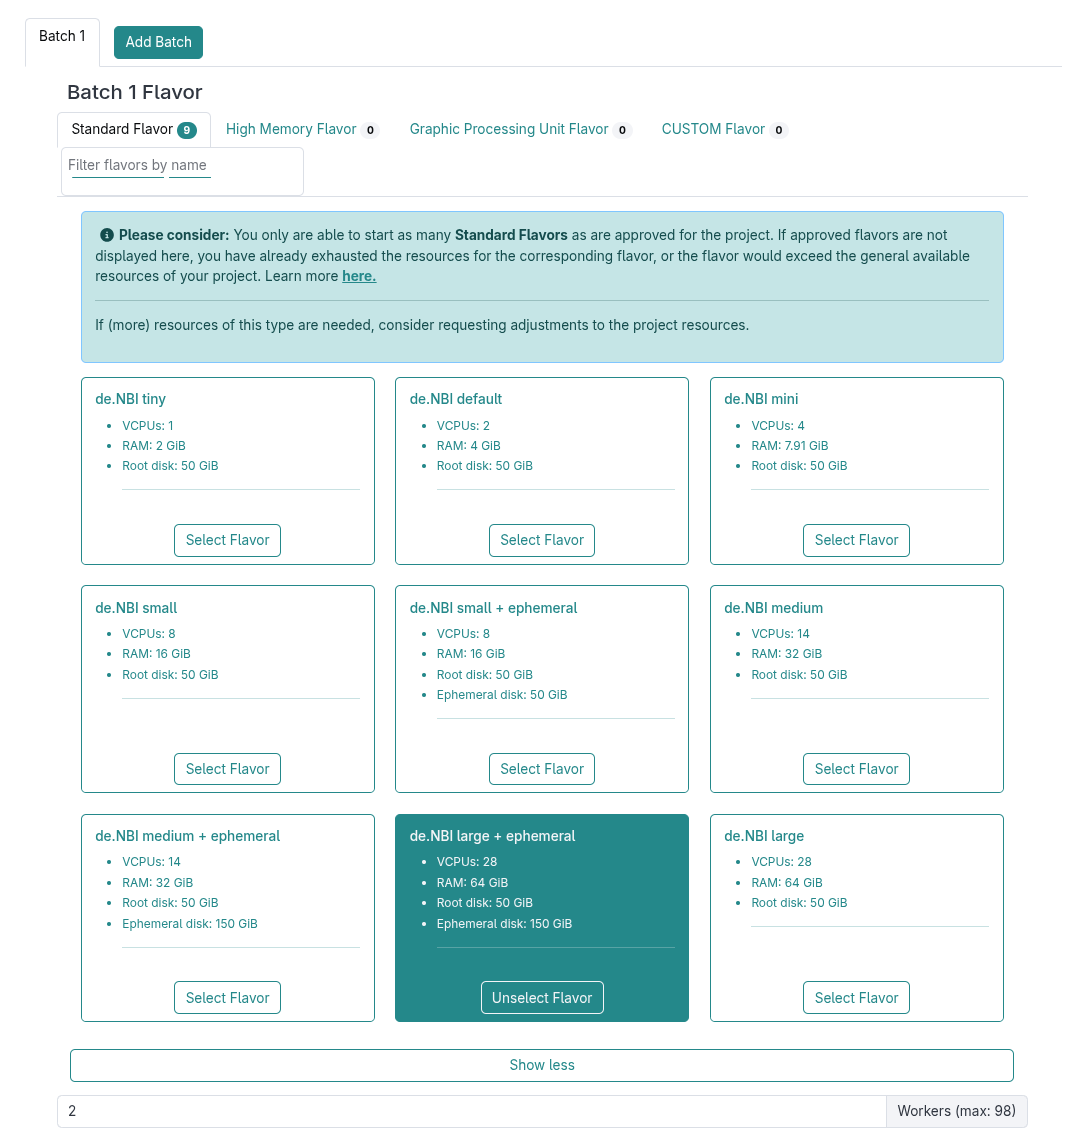 Batch 1
Add Batch
Batch 1 Flavor
Standard Flavor 9
High Memory Flavor 0
Graphic Processing Unit Flavor 0
CUSTOM Flavor 0
Filter flavors by name
Please consider: You only are able to start as many Standard Flavors as are approved for the project. If approved flavors are not
displayed here, you have already exhausted the resources for the corresponding flavor, or the flavor would exceed the general available
resources of your project. Learn more here.
If (more) resources of this type are needed, consider requesting adjustments to the project resources.
de.NBI tiny
VCPUs: 1
RAM: 2 GiB
Root disk: 50 GiB
Select Flavor
de.NBI default
VCPUs: 2
RAM: 4 GiB
Root disk: 50 GiB
Select Flavor
de.NBI mini
VCPUs: 4
RAM: 7.91 GiB
Root disk: 50 GiB
Select Flavor
de.NBI small
VCPUs: 8
RAM: 16 GiB
Root disk: 50 GiB
Select Flavor
de.NBI small + ephemeral
VCPUs: 8
RAM: 16 GiB
Root disk: 50 GiB
Ephemeral disk: 50 GiB
Select Flavor
de.NBI medium
VCPUs: 14
RAM: 32 GiB
Root disk: 50 GiB
Select Flavor
de.NBI medium + ephemeral
VCPUs: 14
RAM: 32 GiB
Root disk: 50 GiB
Ephemeral disk: 150 GiB
Select Flavor
de.NBI large + ephemeral
VCPUs: 28
RAM: 64 GiB
Root disk: 50 GiB
Ephemeral disk: 150 GiB
Unselect Flavor
de.NBI large
VCPUs: 28
RAM: 64 GiB
Root disk: 50 GiB
Select Flavor
Show less
2
Workers (max: 98)